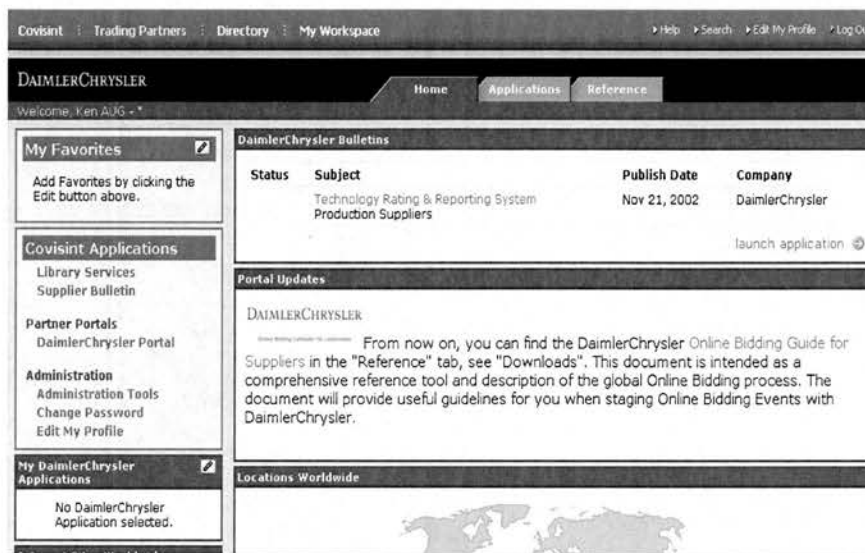 Covisint Trading Partners Directory My Workspace
Help Search Edit My Profile Log Ou
DAIMLERCHRYSLER
Home Applications Reference
Welcome, Ken AUG - *
My Favorites
Add Favorites by clicking the
Edit button above.
Covisint Applications
Library Services
Supplier Bulletin
Partner Portals
DaimlerChrysler Portal
Administration
Administration Tools
Change Password
Edit My Profile
My DaimlerChrysler
Applications
No DaimlerChrysler
Application selected.
DaimlerChrysler Bulletins
Status Subject Publish Date Company
Technology Rating & Reporting System Nov 21, 2002 DaimlerChrysler
Production Suppliers
launch application
Portal Updates
DAIMLERCHRYSLER
From now on, you can find the DaimlerChrysler Online Bidding Guide for
Suppliers in the "Reference" tab, see "Downloads". This document is intended as a
comprehensive reference tool and description of the global Online Bidding process. The
document will provide useful guidelines for you when staging Online Bidding Events with
DaimlerChrysler.
Locations Worldwide